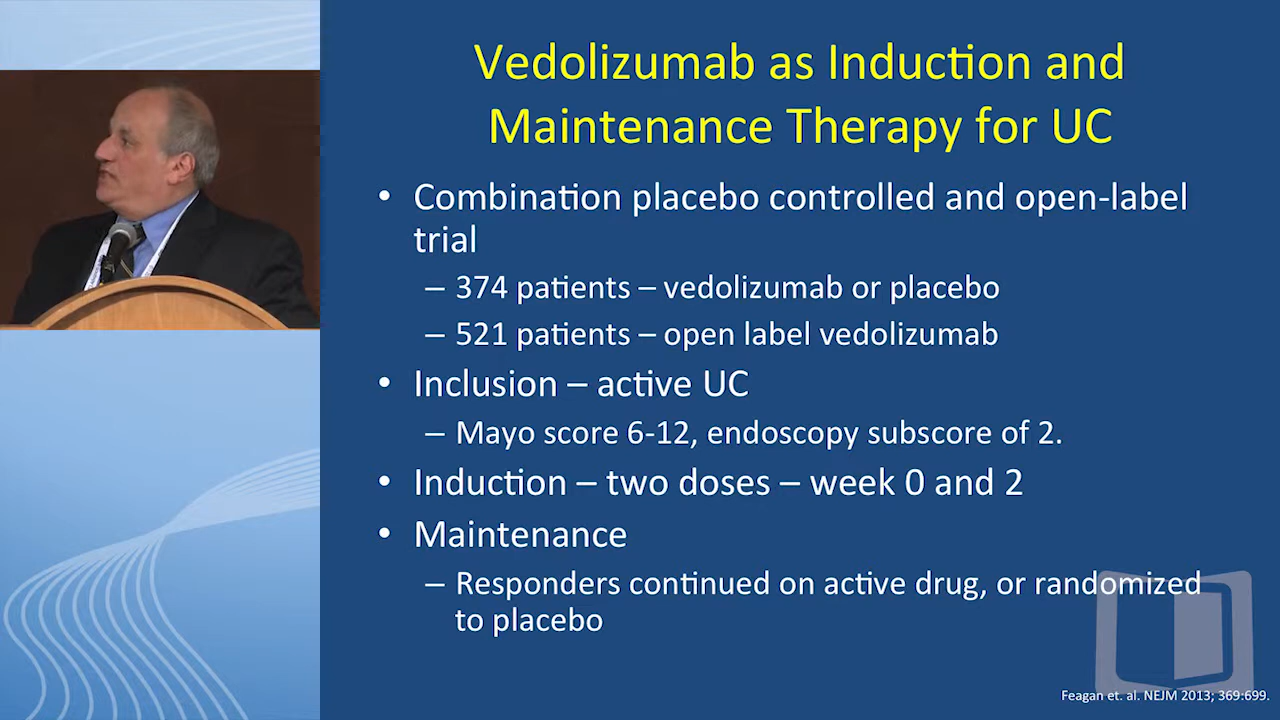 Vedolizumab as Induction and
Maintenance Therapy for UC
• Combination placebo controlled and open-label
trial
– 374 patients – vedolizumab or placebo
– 521 patients – open label vedolizumab
• Inclusion – active UC
– Mayo score 6-12, endoscopy subscore of 2.
• Induction – two doses – week 0 and 2
• Maintenance
– Responders continued on active drug, or randomized
to placebo
Feagan et. al. NEJM 2013; 369:699.